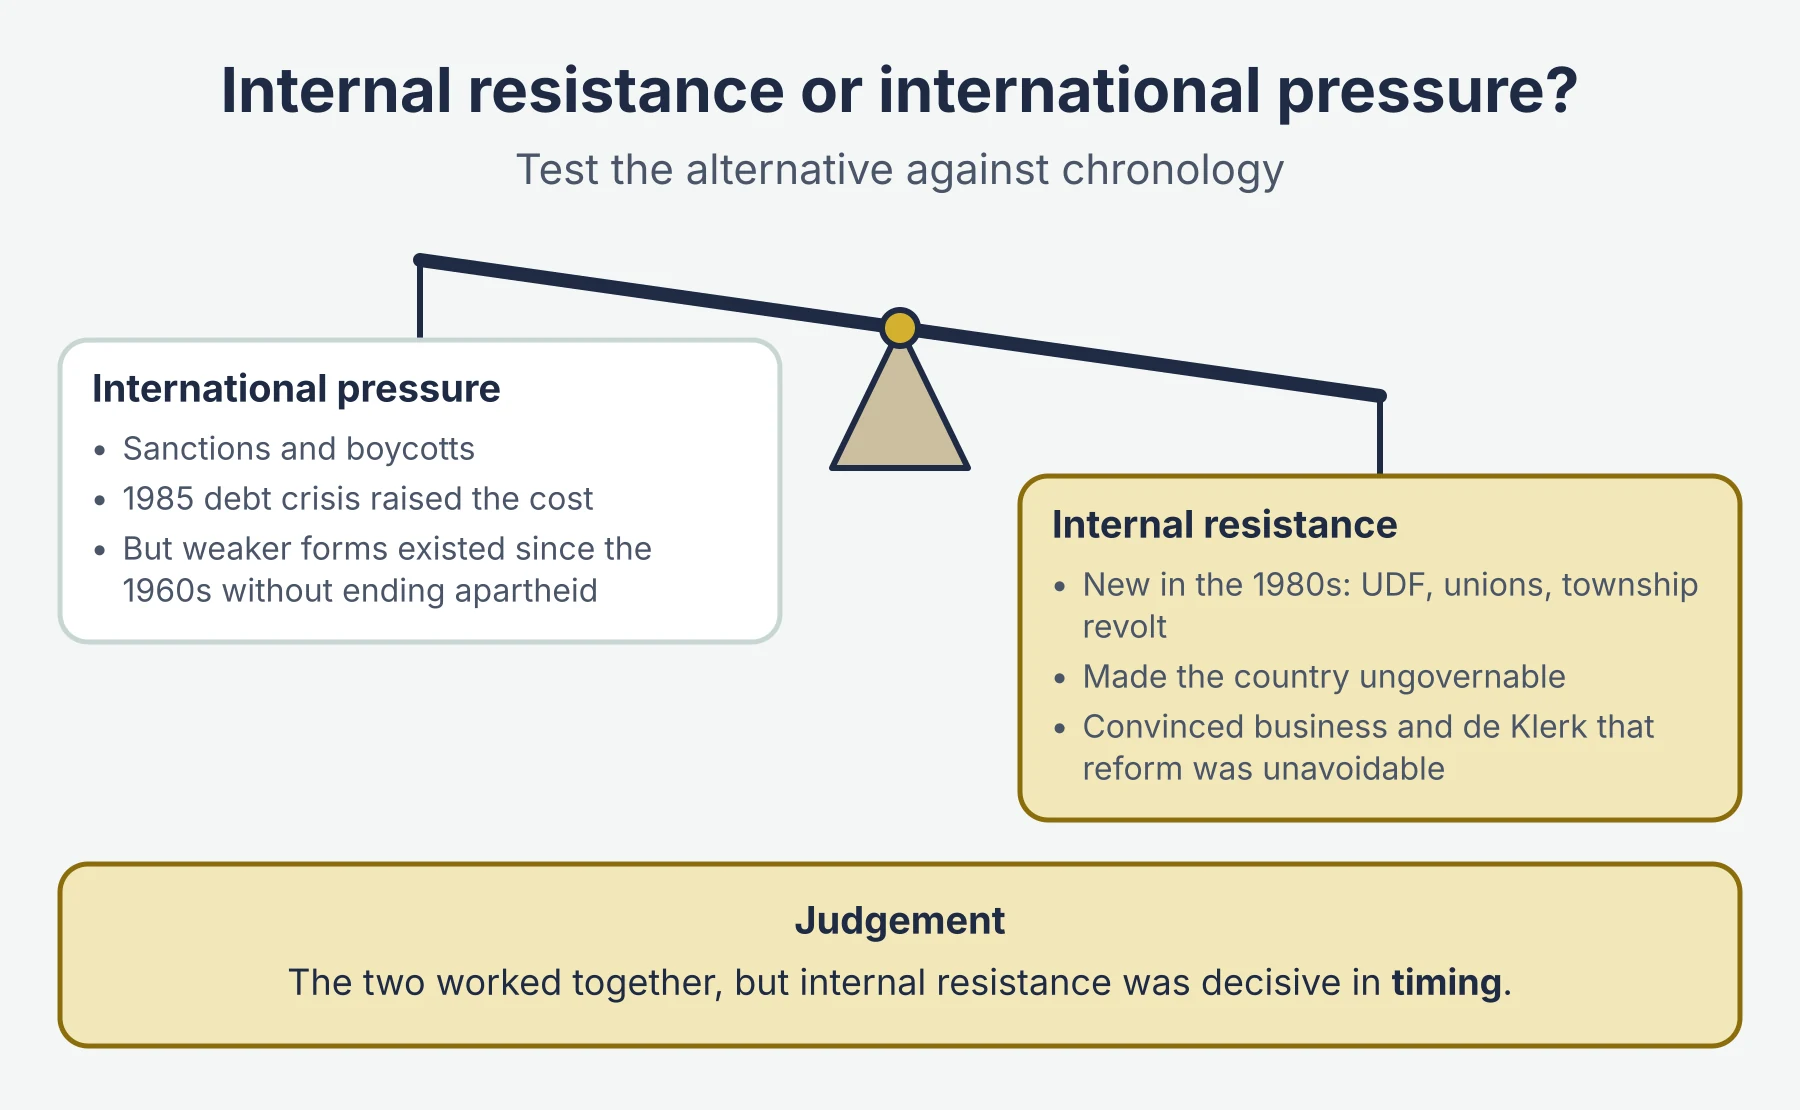 Internal resistance or international pressure?
Test the alternative against chronology
International pressure
• Sanctions and boycotts
• 1985 debt crisis raised the cost
• But weaker forms existed since the
1960s without ending apartheid
Internal resistance
• New in the 1980s: UDF, unions, township
revolt
• Made the country ungovernable
• Convinced business and de Klerk that
reform was unavoidable
Judgement
The two worked together, but internal resistance was decisive in timing.